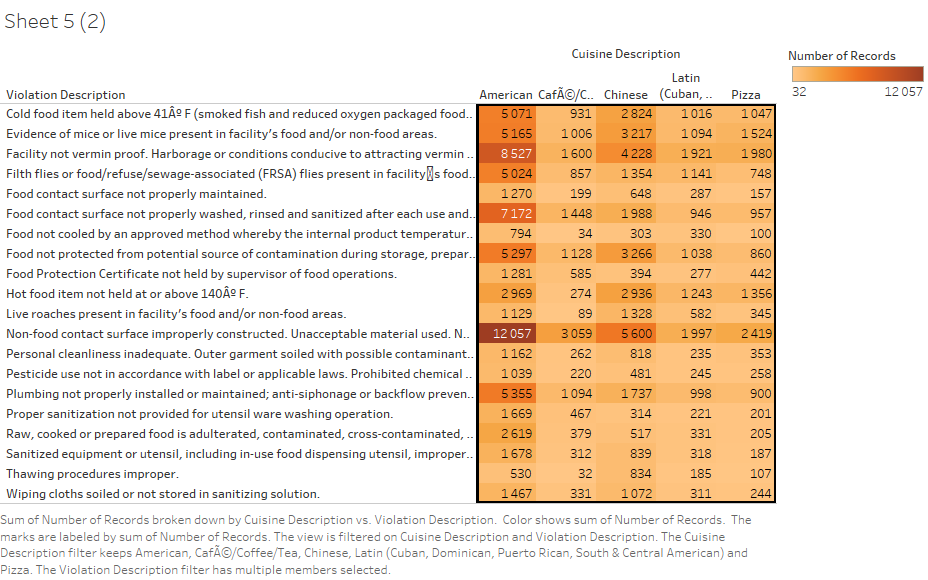 Sheet 5 (2)
Cuisine Description
Number of Records
32 12 057
Latin
Violation Description American CafÃ©/C.. Chinese (Cuban, .. Pizza
Cold food item held above 41Âº F (smoked fish and reduced oxygen packaged food.. 5 071 931 2 824 1 016 1 047
Evidence of mice or live mice present in facility's food and/or non-food areas. 5 165 1 006 3 217 1 094 1 524
Facility not vermin proof. Harborage or conditions conducive to attracting vermin .. 8 527 1 600 4 228 1 921 1 980
Filth flies or food/refuse/sewage-associated (FRSA) flies present in facility▯s food.. 5 024 857 1 354 1 141 748
Food contact surface not properly maintained. 1 270 199 648 287 157
Food contact surface not properly washed, rinsed and sanitized after each use and.. 7 172 1 448 1 988 946 957
Food not cooled by an approved method whereby the internal product temperatur.. 794 34 303 330 100
Food not protected from potential source of contamination during storage, prepar.. 5 297 1 128 3 266 1 038 860
Food Protection Certificate not held by supervisor of food operations. 1 281 585 394 277 442
Hot food item not held at or above 140Âº F. 2 969 274 2 936 1 243 1 356
Live roaches present in facility's food and/or non-food areas. 1 129 89 1 328 582 345
Non-food contact surface improperly constructed. Unacceptable material used. N.. 12 057 3 059 5 600 1 997 2 419
Personal cleanliness inadequate. Outer garment soiled with possible contaminant.. 1 162 262 818 235 353
Pesticide use not in accordance with label or applicable laws. Prohibited chemical .. 1 039 220 481 245 258
Plumbing not properly installed or maintained; anti-siphonage or backflow preven.. 5 355 1 094 1 737 998 900
Proper sanitization not provided for utensil ware washing operation. 1 669 467 314 221 201
Raw, cooked or prepared food is adulterated, contaminated, cross-contaminated, .. 2 619 379 517 331 205
Sanitized equipment or utensil, including in-use food dispensing utensil, improper.. 1 678 312 839 318 187
Thawing procedures improper. 530 32 834 185 107
Wiping cloths soiled or not stored in sanitizing solution. 1 467 331 1 072 311 244
Sum of Number of Records broken down by Cuisine Description vs. Violation Description. Color shows sum of Number of Records. The
marks are labeled by sum of Number of Records. The view is filtered on Cuisine Description and Violation Description. The Cuisine
Description filter keeps American, CafÃ©/Coffee/Tea, Chinese, Latin (Cuban, Dominican, Puerto Rican, South & Central American) and
Pizza. The Violation Description filter has multiple members selected.